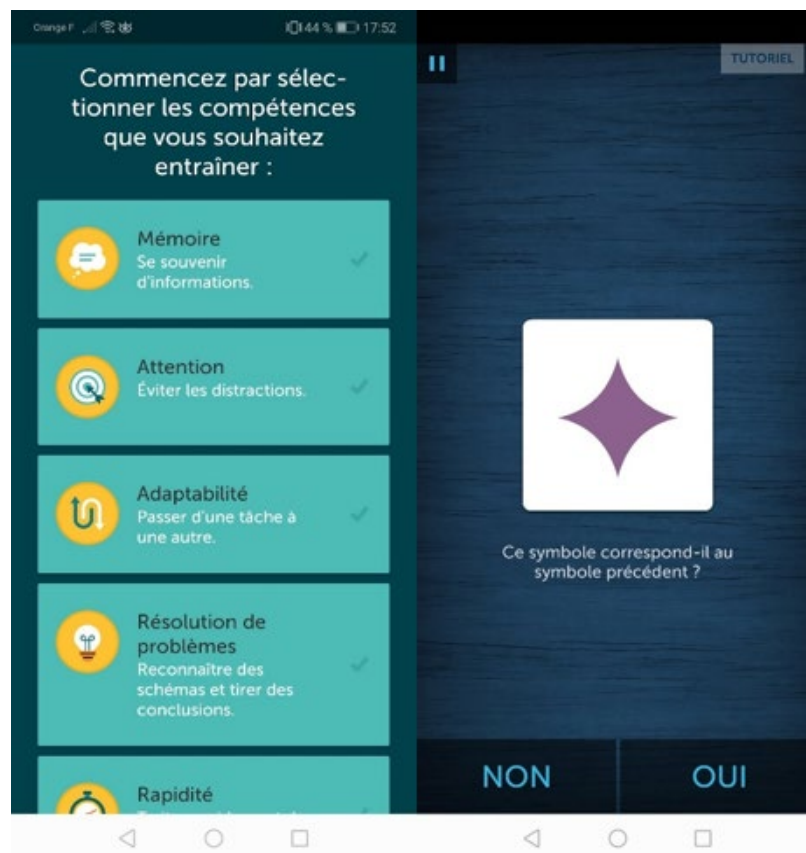 Orange F 44 % 17:52
Commencez par sélec-
tionner les compétences
que vous souhaitez
entraîner :
Mémoire
Se souvenir
d'informations.
Attention
Éviter les distractions.
Adaptabilité
Passer d'une tâche à
une autre.
Résolution de
problèmes
Reconnaître des
schémas et tirer des
conclusions.
Rapidité
TUTORIEL
Ce symbole correspond-il au
symbole précédent ?
NON OUI